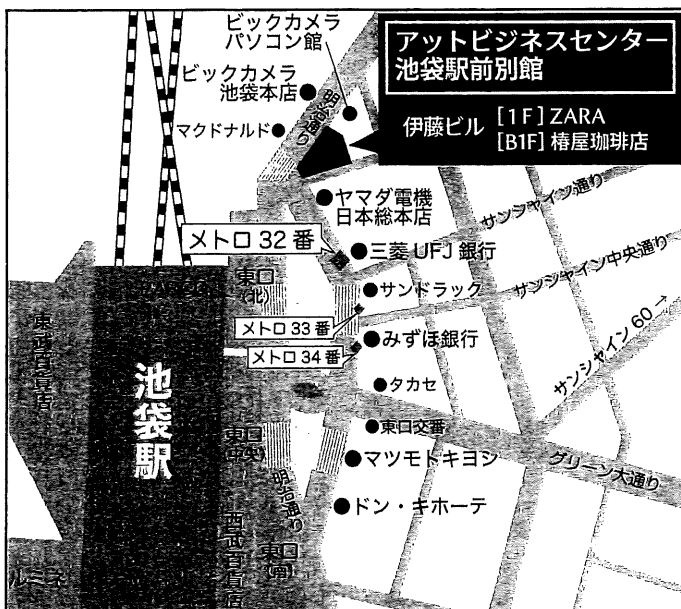 ビックカメラ
パソコン館
アットビジネスセンター
池袋駅前別館
伊藤ビル
[1F] ZARA
[B1F] 椿屋珈琲店
ビックカメラ
池袋本店
明治通り
マクドナルド
ヤマダ電機
日本総本店
サンシャイン通り
メトロ 32 番
三菱 UFJ 銀行
サンシャイン中央通り
東口
(北)
サンドラック
メトロ 33 番
サンシャイン 60 →
東武百貨店
みずほ銀行
メトロ 34 番
池袋駅
タカセ
東口
(中央)
東口交番
マツモトキヨシ
グリーン大通り
明治通り
ドン・キホーテ
西武百貨店
東口
(南)
ルミネ